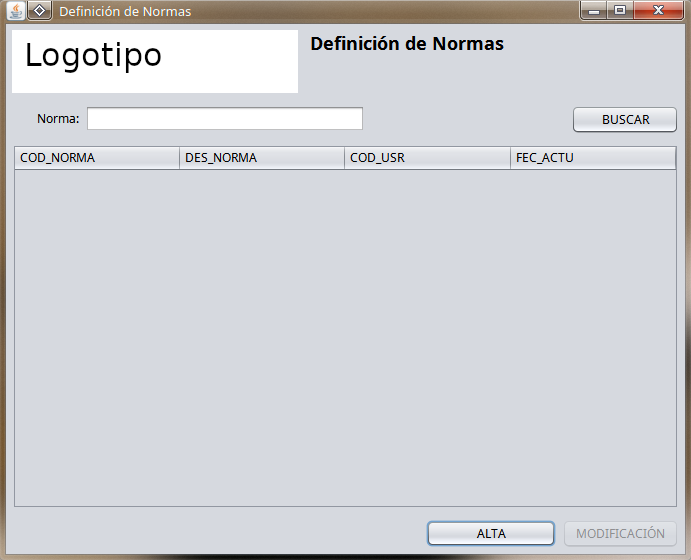 Definición de Normas
Logotipo
Definición de Normas
Norma:
BUSCAR
COD_NORMA DES_NORMA COD_USR FEC_ACTU
ALTA MODIFICACIÓN